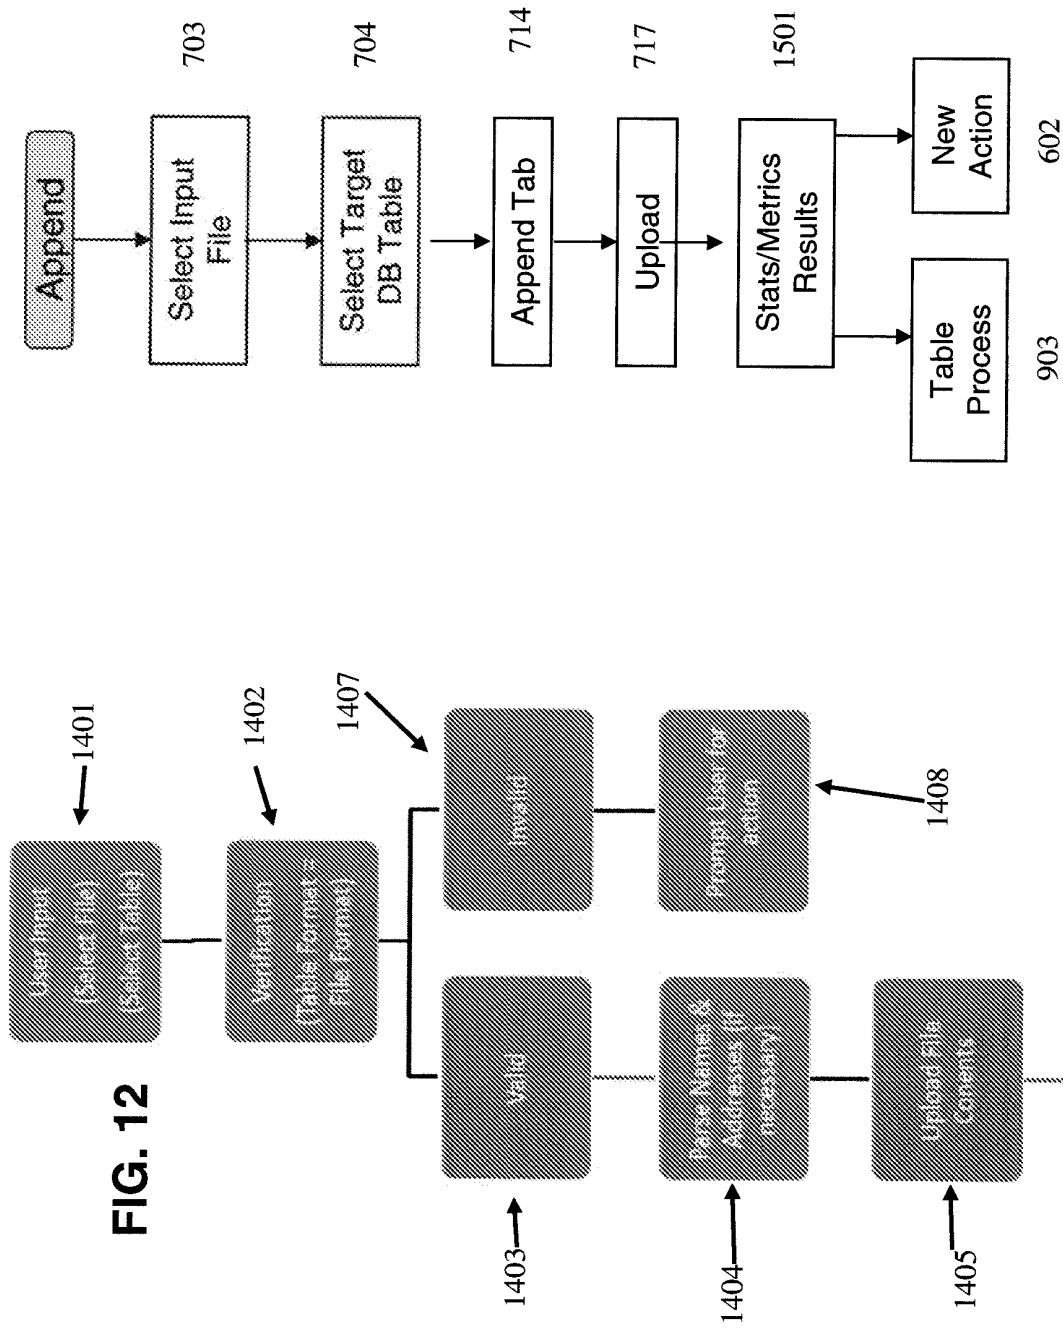 FIG. 12
User Input
(Select File)
(Select Table)
1401
Verification
(Table Format =
File Format)
1402
Valid
1403
Invalid
1407
Parse Names &
Addresses (if
necessary)
1404
Prompt User for
action
1408
Upload File
Contents
1405
Append
Select Input
File
703
Select Target
DB Table
704
Append Tab
714
Upload
717
Stats/Metrics
Results
1501
Table
Process
903
New
Action
602